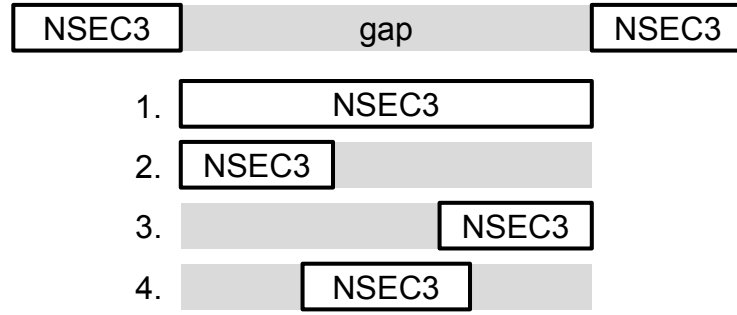 NSEC3 gap NSEC3
1. NSEC3
2. NSEC3
3. NSEC3
4. NSEC3